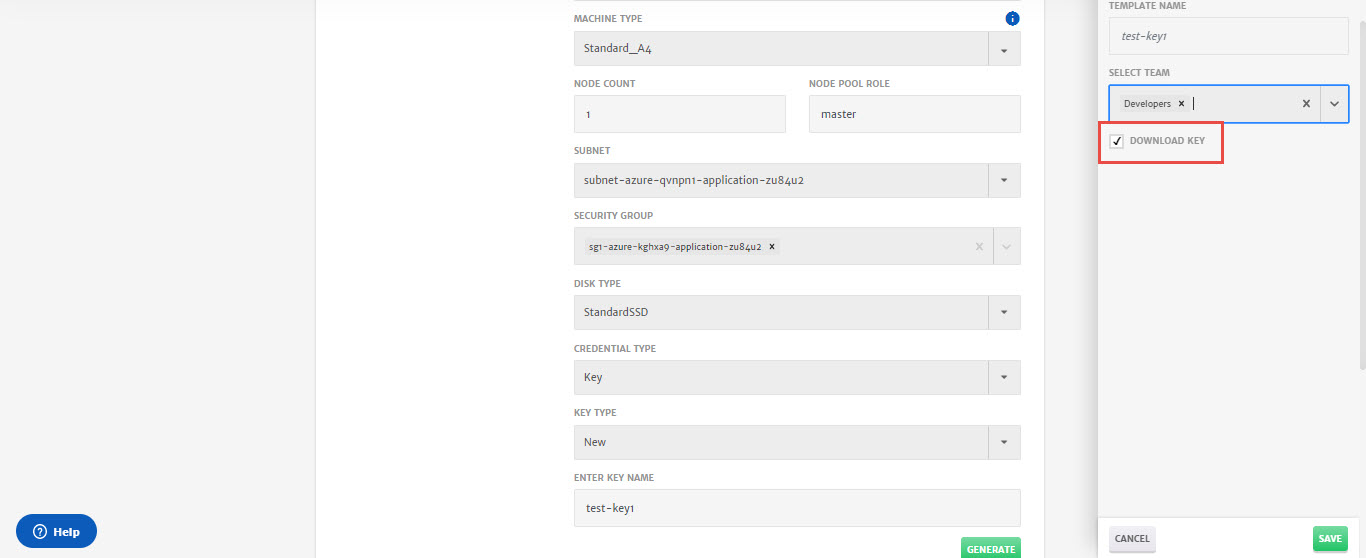 MACHINE TYPE
Standard_A4
NODE COUNT
NODE POOL ROLE
1
master
SUBNET
subnet-azure-qvnpn1-application-zu84u2
SECURITY GROUP
sg1-azure-kghxa9-application-zu84u2
DISK TYPE
StandardSSD
CREDENTIAL TYPE
Key
KEY TYPE
New
ENTER KEY NAME
test-key1
GENERATE
Help
TEMPLATE NAME
test-key1
SELECT TEAM
Developers
DOWNLOAD KEY
CANCEL
SAVE